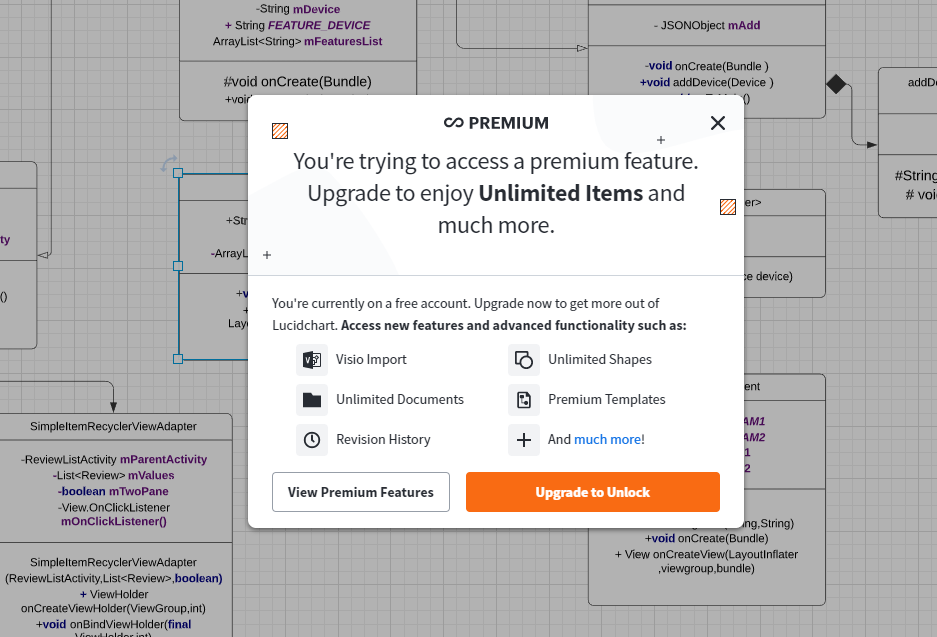 -String mDevice
+ String FEATURE_DEVICE
ArrayList<String> mFeaturesList
#void onCreate(Bundle)
- JSONObject mAdd
-void onCreate(Bundle )
+void addDevice(Device )
()
#String
PREMIUM
You're trying to access a premium feature.
Upgrade to enjoy Unlimited Items and
much more.
You're currently on a free account. Upgrade now to get more out of
Lucidchart. Access new features and advanced functionality such as:
Visio Import
Unlimited Shapes
Unlimited Documents
Premium Templates
Revision History
And much more!
View Premium Features
Upgrade to Unlock
device)
SimpleItemRecyclerViewAdapter
-ReviewListActivity mParentActivity
-List<Review> mValues
-boolean mTwoPane
-View.OnClickListener
mOnClickListener()
SimpleItemRecyclerViewAdapter
(ReviewListActivity,List<Review>,boolean)
+ ViewHolder
onCreateViewHolder(ViewGroup,int)
+void onBindViewHolder(final
ViewHolder,int)
,String)
+void onCreate(Bundle)
+ View onCreateView(LayoutInflater
,viewgroup,bundle)